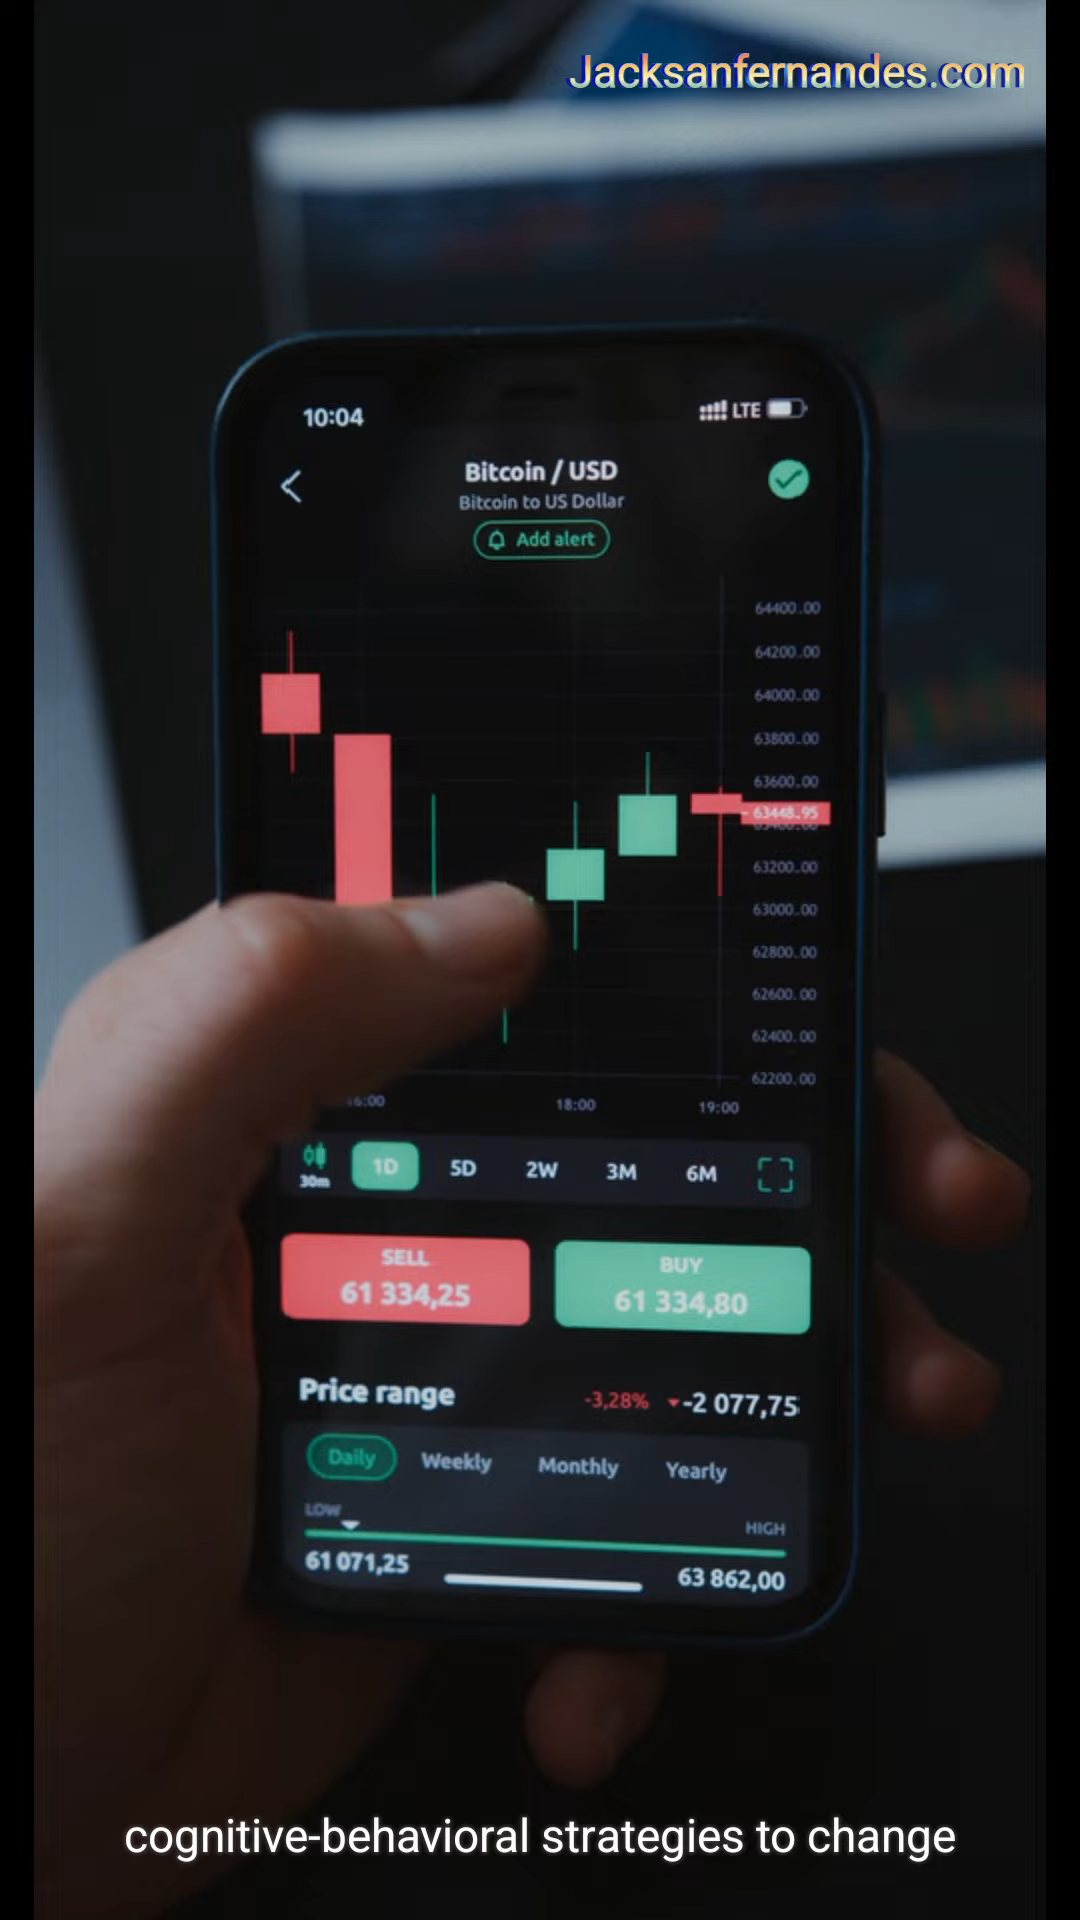 Jacksanfernandes.com
10:04
LTE
Bitcoin / USD
Bitcoin to US Dollar
Add alert
64400.00
64200.00
64000.00
63800.00
63600.00
63448.95
63200.00
63000.00
62800.00
62600.00
62400.00
62200.00
16:00 18:00 19:00
30m 1D 5D 2W 3M 6M
SELL
61 334,25
BUY
61 334,80
Price range -3,28% -2 077,75
Daily Weekly Monthly Yearly
LOW HIGH
61 071,25 63 862,00
cognitive-behavioral strategies to change